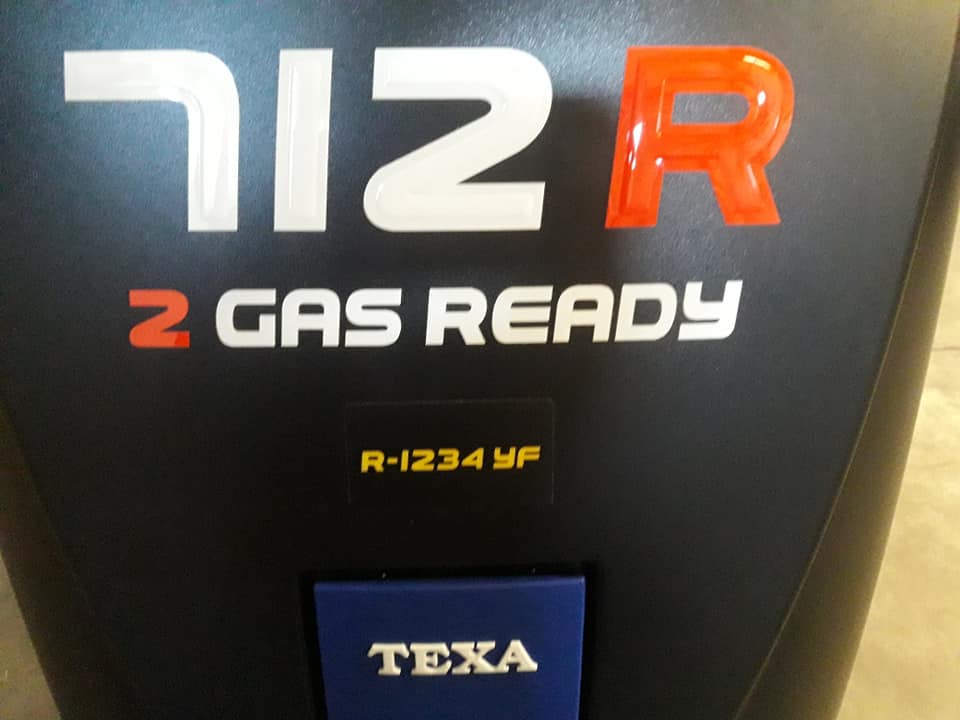 712R
2 GAS READY
R-1234 YF
TEXA